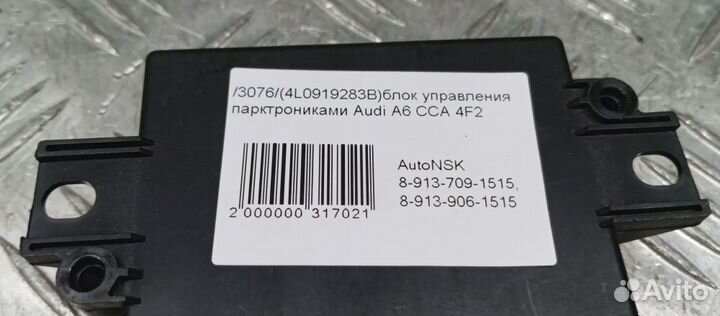 /3076/(4L0919283B)блок управления
парктрониками Audi A6 CCA 4F2
AutoNSK
8-913-709-1515,
8-913-906-1515
2 000000 317021
Avito